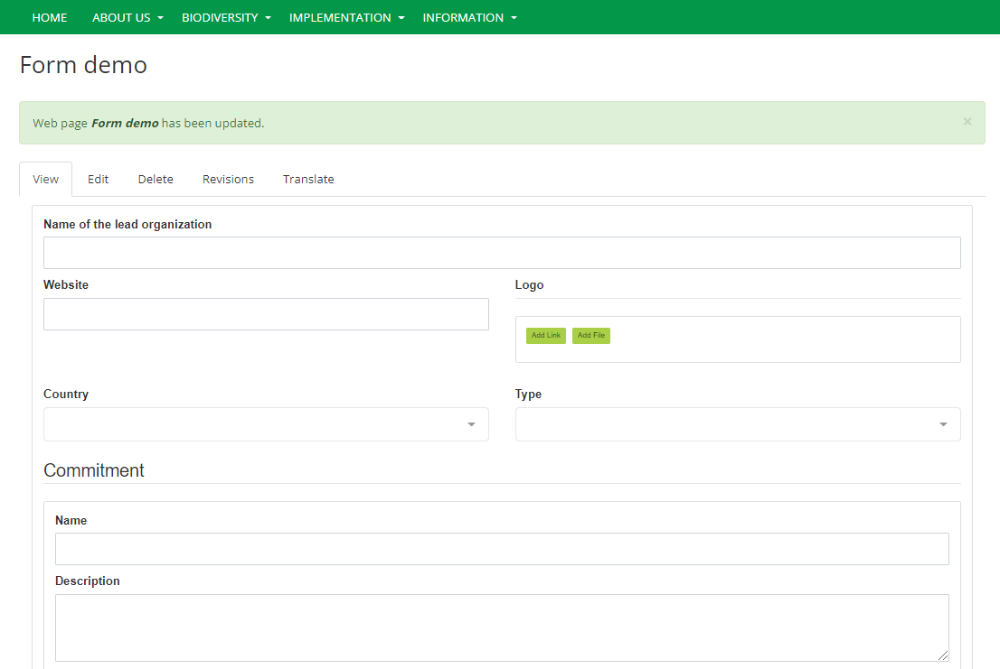 HOME ABOUT US BIODIVERSITY IMPLEMENTATION INFORMATION
Form demo
Web page Form demo has been updated. ×
View Edit Delete Revisions Translate
Name of the lead organization
Website Logo
Add Link Add File
Country Type
Commitment
Name
Description